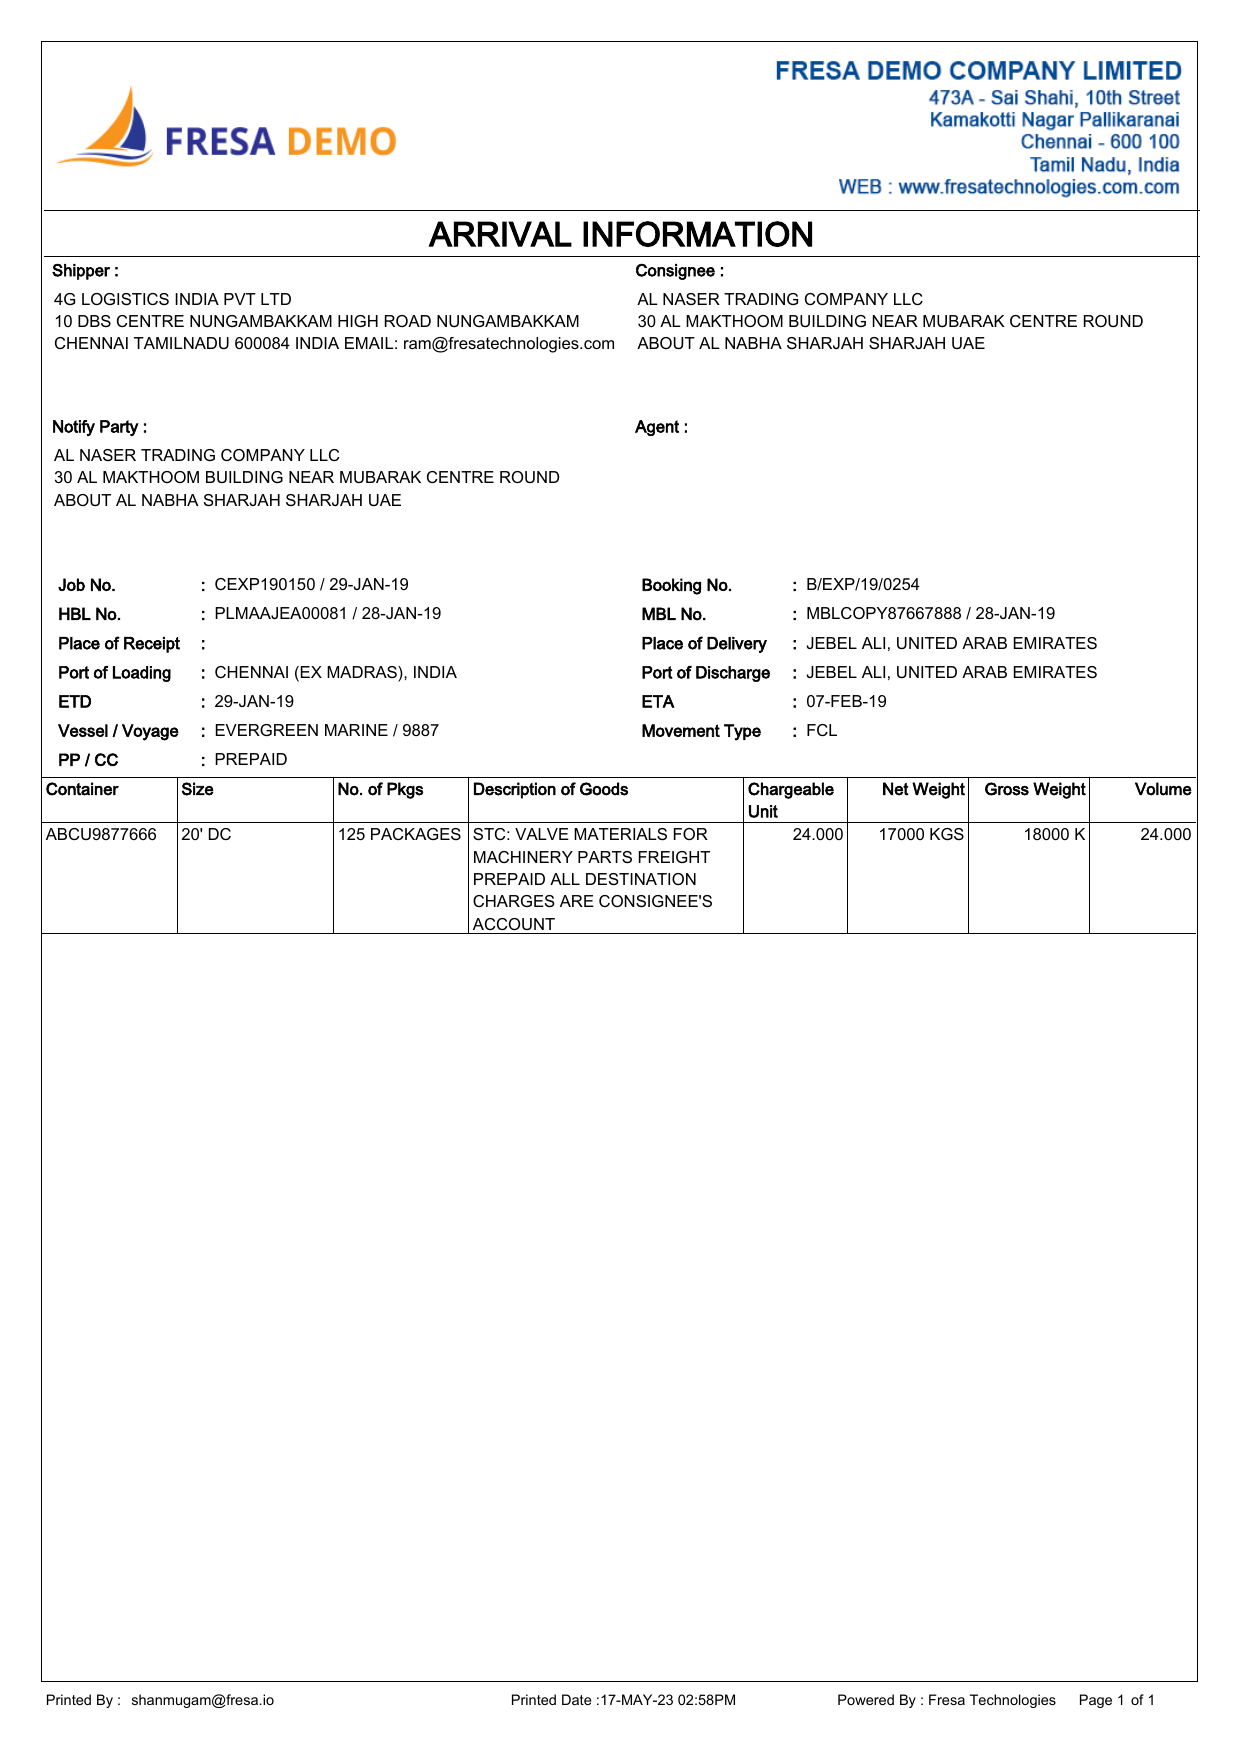 FRESA DEMO
FRESA DEMO COMPANY LIMITED
473A - Sai Shahi, 10th Street
Kamakotti Nagar Pallikaranai
Chennai - 600 100
Tamil Nadu, India
WEB : www.fresatechnologies.com.com
ARRIVAL INFORMATION
Shipper :
4G LOGISTICS INDIA PVT LTD
10 DBS CENTRE NUNGAMBAKKAM HIGH ROAD NUNGAMBAKKAM
CHENNAI TAMILNADU 600084 INDIA EMAIL: ram@fresatechnologies.com
Consignee :
AL NASER TRADING COMPANY LLC
30 AL MAKTHOOM BUILDING NEAR MUBARAK CENTRE ROUND
ABOUT AL NABHA SHARJAH SHARJAH UAE
Notify Party :
AL NASER TRADING COMPANY LLC
30 AL MAKTHOOM BUILDING NEAR MUBARAK CENTRE ROUND
ABOUT AL NABHA SHARJAH SHARJAH UAE
Agent :
Job No. : CEXP190150 / 29-JAN-19 Booking No. : B/EXP/19/0254
HBL No. : PLMAAJEA00081 / 28-JAN-19 MBL No. : MBLCOPY87667888 / 28-JAN-19
Place of Receipt : Place of Delivery : JEBEL ALI, UNITED ARAB EMIRATES
Port of Loading : CHENNAI (EX MADRAS), INDIA Port of Discharge : JEBEL ALI, UNITED ARAB EMIRATES
ETD : 29-JAN-19 ETA : 07-FEB-19
Vessel / Voyage : EVERGREEN MARINE / 9887 Movement Type : FCL
PP / CC : PREPAID
Container Size No. of Pkgs Description of Goods Chargeable Net Weight Gross Weight Volume
Unit
ABCU9877666 20' DC 125 PACKAGES STC: VALVE MATERIALS FOR 24.000 17000 KGS 18000 K 24.000
MACHINERY PARTS FREIGHT
PREPAID ALL DESTINATION
CHARGES ARE CONSIGNEE'S
ACCOUNT
Printed By : shanmugam@fresa.io Printed Date :17-MAY-23 02:58PM Powered By : Fresa Technologies Page 1 of 1